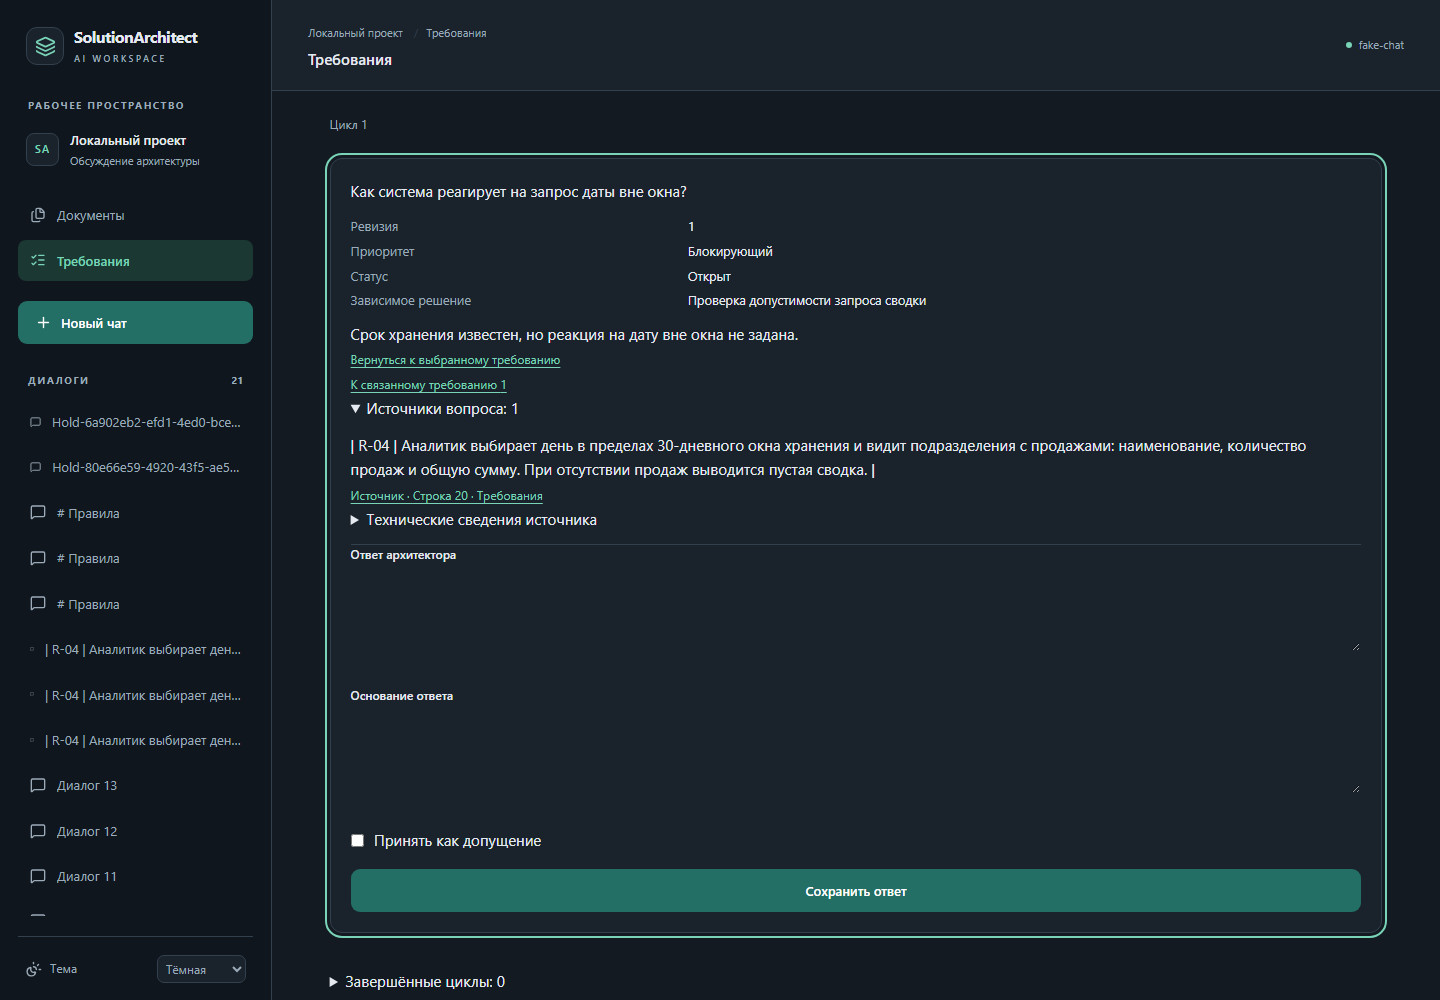 SolutionArchitect
AI WORKSPACE
РАБОЧЕЕ ПРОСТРАНСТВО
SA
Локальный проект
Обсуждение архитектуры
Документы
Требования
Новый чат
ДИАЛОГИ 21
Hold-6a902eb2-efd1-4ed0-bce...
Hold-80e66e59-4920-43f5-ae5...
# Правила
# Правила
# Правила
| R-04 | Аналитик выбирает ден...
| R-04 | Аналитик выбирает ден...
| R-04 | Аналитик выбирает ден...
Диалог 13
Диалог 12
Диалог 11
Тема
Тёмная
Локальный проект / Требования
Требования
fake-chat
Цикл 1
Как система реагирует на запрос даты вне окна?
Ревизия 1
Приоритет Блокирующий
Статус Открыт
Зависимое решение Проверка допустимости запроса сводки
Срок хранения известен, но реакция на дату вне окна не задана.
Вернуться к выбранному требованию
К связанному требованию 1
Источники вопроса: 1
| R-04 | Аналитик выбирает день в пределах 30-дневного окна хранения и видит подразделения с продажами: наименование, количество
продаж и общую сумму. При отсутствии продаж выводится пустая сводка. |
Источник · Строка 20 · Требования
Технические сведения источника
Ответ архитектора
Основание ответа
Принять как допущение
Сохранить ответ
Завершённые циклы: 0